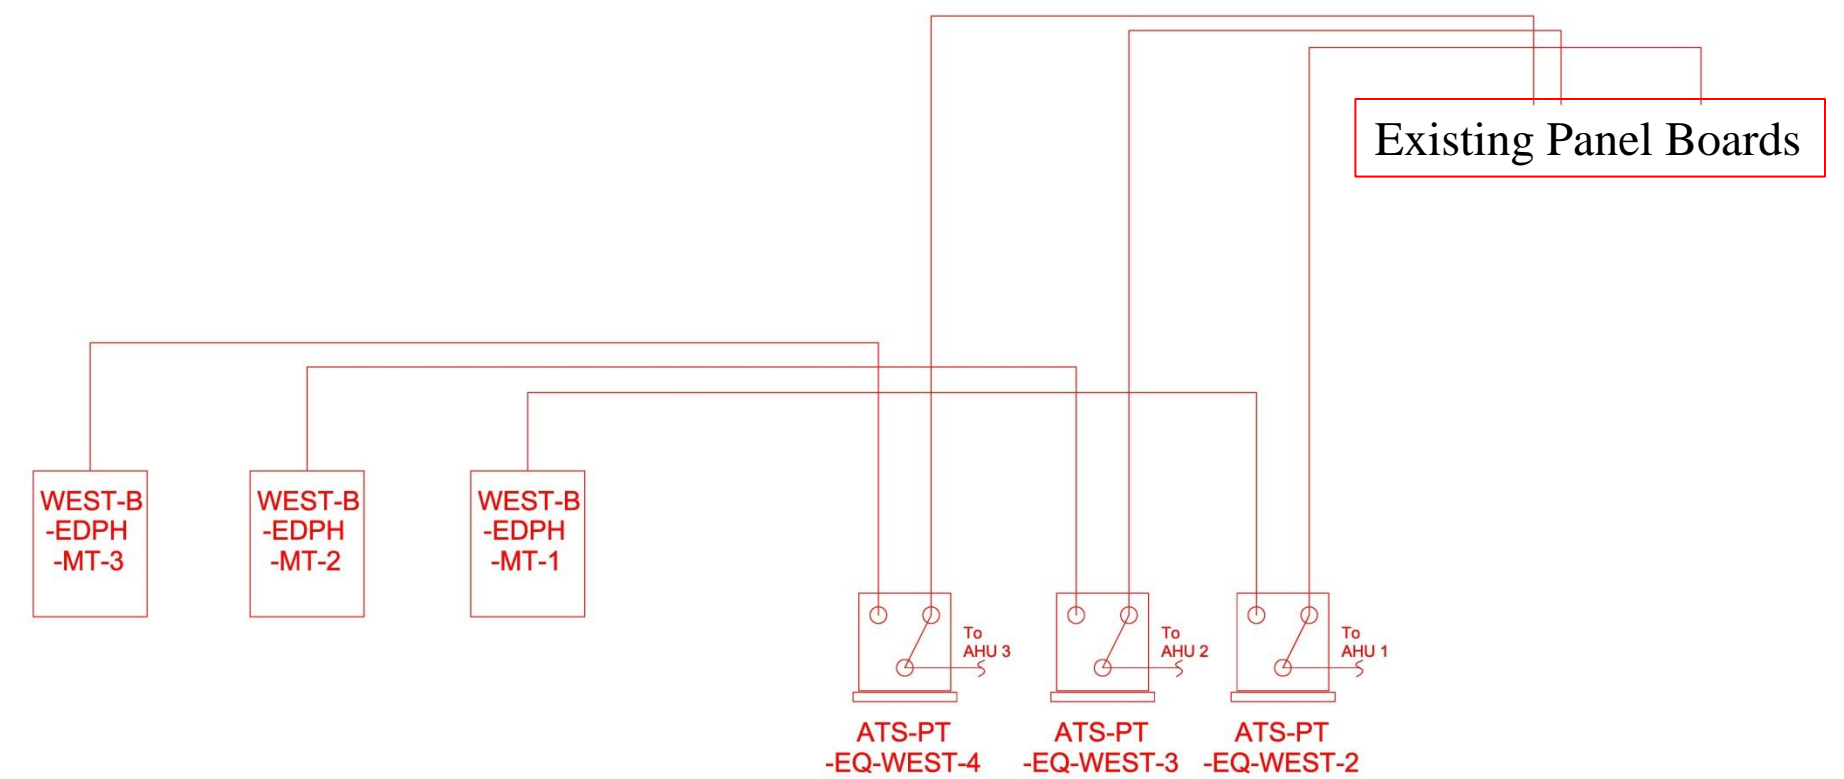 Existing Panel Boards
WEST-B
-EDPH
-MT-3
WEST-B
-EDPH
-MT-2
WEST-B
-EDPH
-MT-1
To
AHU 3
To
AHU 2
To
AHU 1
ATS-PT
-EQ-WEST-4
ATS-PT
-EQ-WEST-3
ATS-PT
-EQ-WEST-2